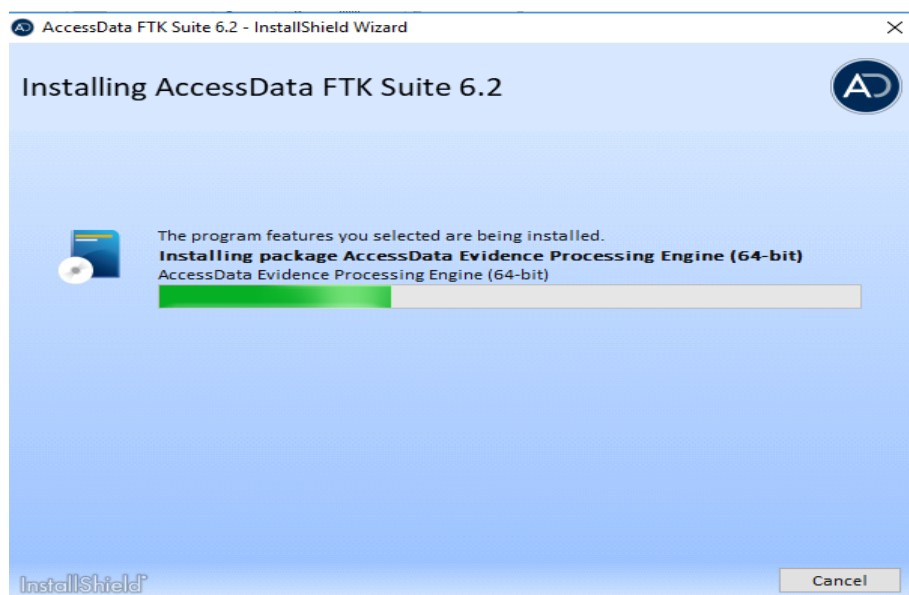 AccessData FTK Suite 6.2 - InstallShield Wizard
Installing AccessData FTK Suite 6.2
AD
The program features you selected are being installed.
Installing package AccessData Evidence Processing Engine (64-bit)
AccessData Evidence Processing Engine (64-bit)
InstallShield
Cancel